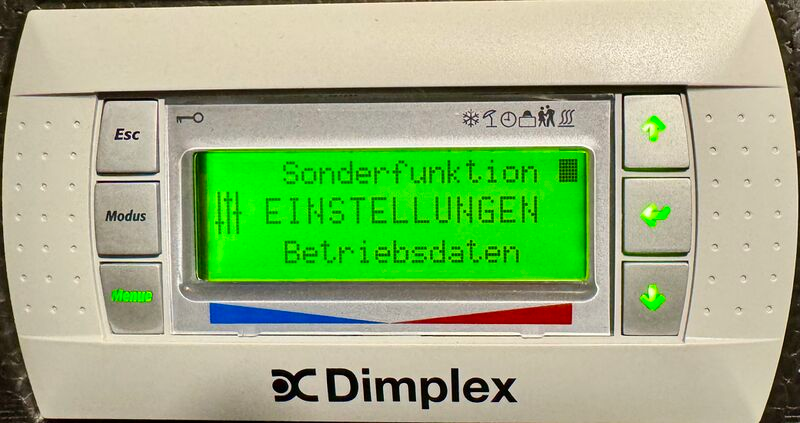 Esc
Modus
Menue
Sonderfunktion
EINSTELLUNGEN
Betriebsdaten
Dimplex